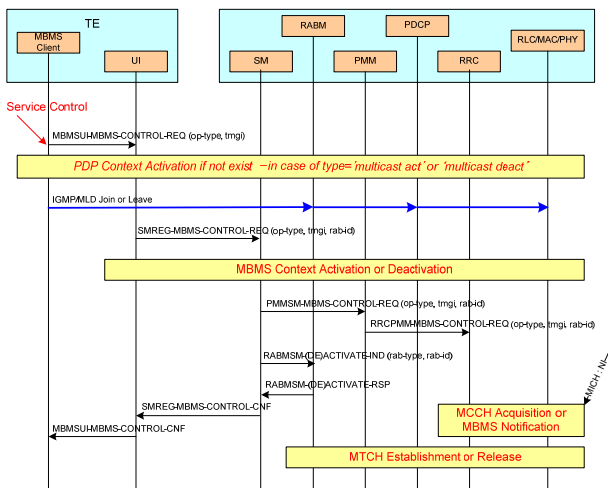 TE
MBMS
Client
UI
RABM
PDCP
RLC/MAC/PHY
SM
PMM
RRC
Service Control
MBMSUI-MBMS-CONTROL-REQ (op-type, tmgi)
PDP Context Activation if not exist – in case of type='multicast act' or 'multicast deact'
IGMP/MLD Join or Leave
SMREG-MBMS-CONTROL-REQ (op-type, tmgi, rab-id)
MBMS Context Activation or Deactivation
PMMSM-MBMS-CONTROL-REQ (op-type, tmgi, rab-id)
RRCPMM-MBMS-CONTROL-REQ (op-type, tmgi, rab-id)
RABMSM-(DE)ACTIVATE-IND (rab-type, rab-id)
MICH : NI
RABMSM-(DE)ACTIVATE-RSP
SMREG-MBMS-CONTROL-CNF
MCCH Acquisition or
MBMS Notification
MBMSUI-MBMS-CONTROL-CNF
MTCH Establishment or Release